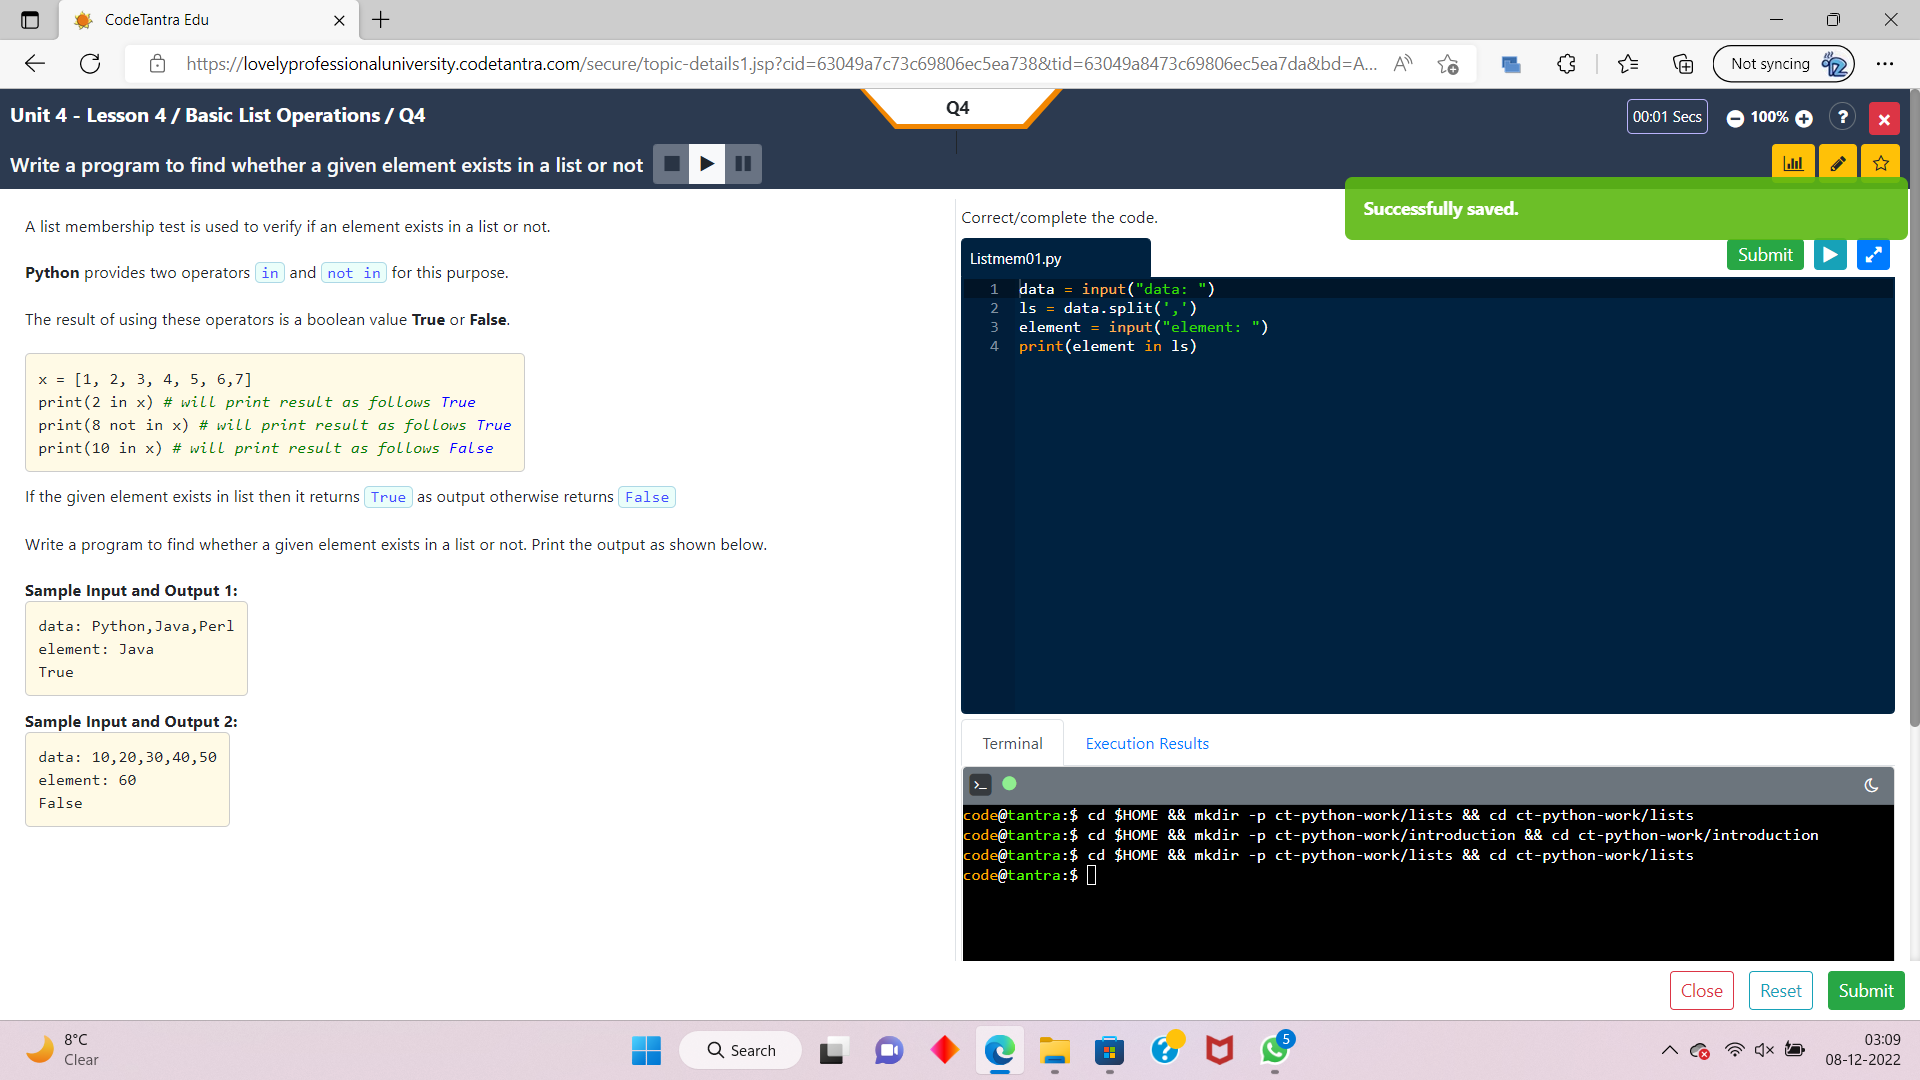 CodeTantra Edu
https://lovelyprofessionaluniversity.codetantra.com/secure/topic-details1.jsp?cid=63049a7c73c69806ec5ea738&tid=63049a8473c69806ec5ea7da&bd=A...
Not syncing
Unit 4 - Lesson 4 / Basic List Operations / Q4
Q4
00:01 Secs
100%
?
Write a program to find whether a given element exists in a list or not
Successfully saved.
A list membership test is used to verify if an element exists in a list or not.
Python provides two operators in and not in for this purpose.
The result of using these operators is a boolean value True or False.
x = [1, 2, 3, 4, 5, 6,7]
print(2 in x) # will print result as follows True
print(8 not in x) # will print result as follows True
print(10 in x) # will print result as follows False
If the given element exists in list then it returns True as output otherwise returns False
Write a program to find whether a given element exists in a list or not. Print the output as shown below.
Sample Input and Output 1:
data: Python,Java,Perl
element: Java
True
Sample Input and Output 2:
data: 10,20,30,40,50
element: 60
False
Correct/complete the code.
Listmem01.py
Submit
1 data = input("data: ")
2 ls = data.split(',')
3 element = input("element: ")
4 print(element in ls)
Terminal
Execution Results
code@tantra:$ cd $HOME && mkdir -p ct-python-work/lists && cd ct-python-work/lists
code@tantra:$ cd $HOME && mkdir -p ct-python-work/introduction && cd ct-python-work/introduction
code@tantra:$ cd $HOME && mkdir -p ct-python-work/lists && cd ct-python-work/lists
code@tantra:$
Close
Reset
Submit
8°C
Clear
Search
5
03:09
08-12-2022